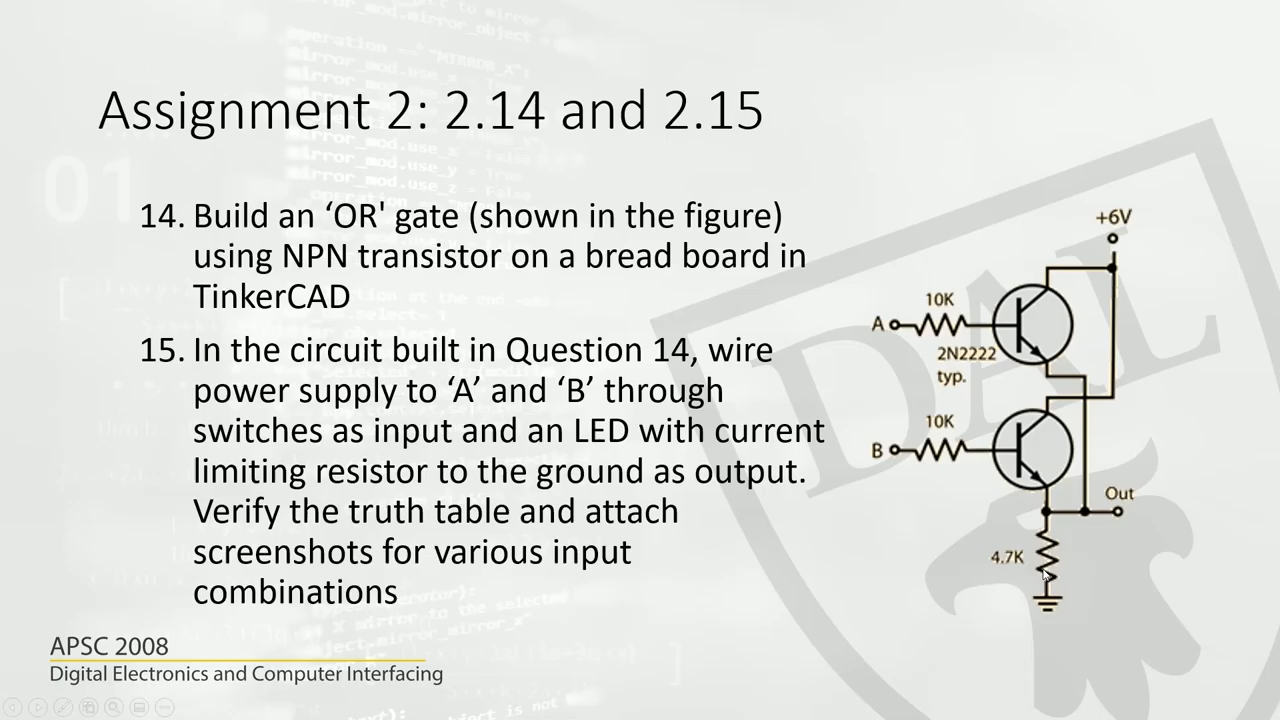 Assignment 2: 2.14 and 2.15
14. Build an ‘OR' gate (shown in the figure)
using NPN transistor on a bread board in
TinkerCAD
15. In the circuit built in Question 14, wire
power supply to ‘A’ and ‘B’ through
switches as input and an LED with current
limiting resistor to the ground as output.
Verify the truth table and attach
screenshots for various input
combinations
+6V
10K
A
2N2222
typ.
10K
B
Out
4.7K
DAL
01
APSC 2008
Digital Electronics and Computer Interfacing